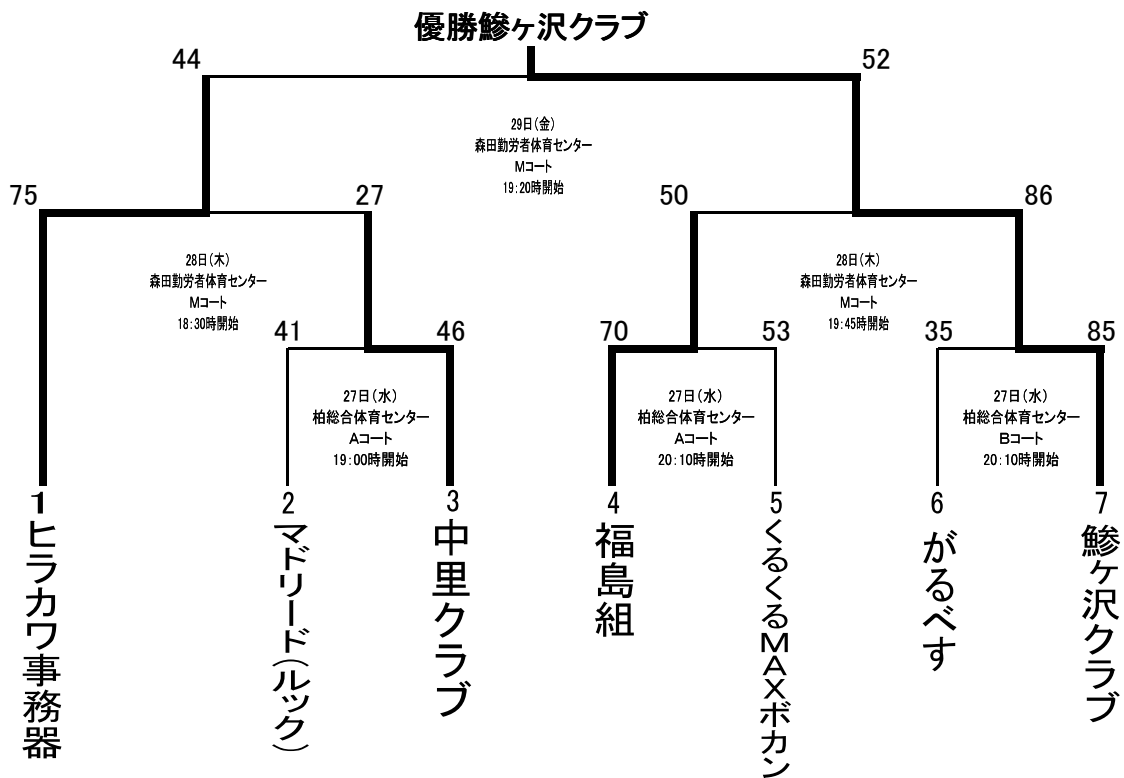 優勝鰺ヶ沢クラブ
44
52
29日(金)
森田勤労者体育センター
Mコート
19:20時開始
75
27
50
86
28日(木)
森田勤労者体育センター
Mコート
18:30時開始
28日(木)
森田勤労者体育センター
Mコート
19:45時開始
41
46
70
53
35
85
27日(水)
柏総合体育センター
Aコート
19:00時開始
27日(水)
柏総合体育センター
Aコート
20:10時開始
27日(水)
柏総合体育センター
Bコート
20:10時開始
1
ヒラカワ事務器
2
マドリード(ルック)
3
中里クラブ
4
福島組
5
くるくるMAXボカン
6
がるべす
7
鰺ヶ沢クラブ